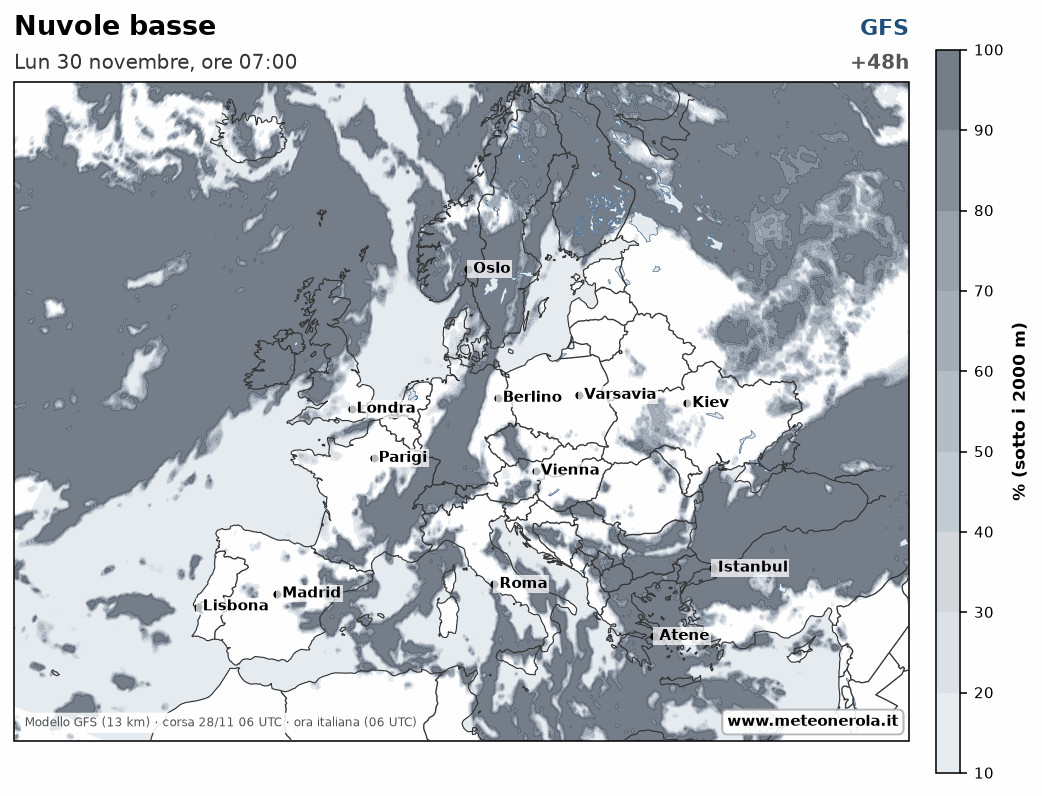 Nuvole basse
GFS
Lun 30 novembre, ore 07:00
+48h
100
90
80
70
60
50
40
30
20
10
% (sotto i 2000 m)
Oslo
Londra
Berlino
Varsavia
Kiev
Parigi
Vienna
Istanbul
Roma
Madrid
Lisbona
Atene
Modello GFS (13 km) · corsa 28/11 06 UTC · ora italiana (06 UTC)
www.meteonerola.it